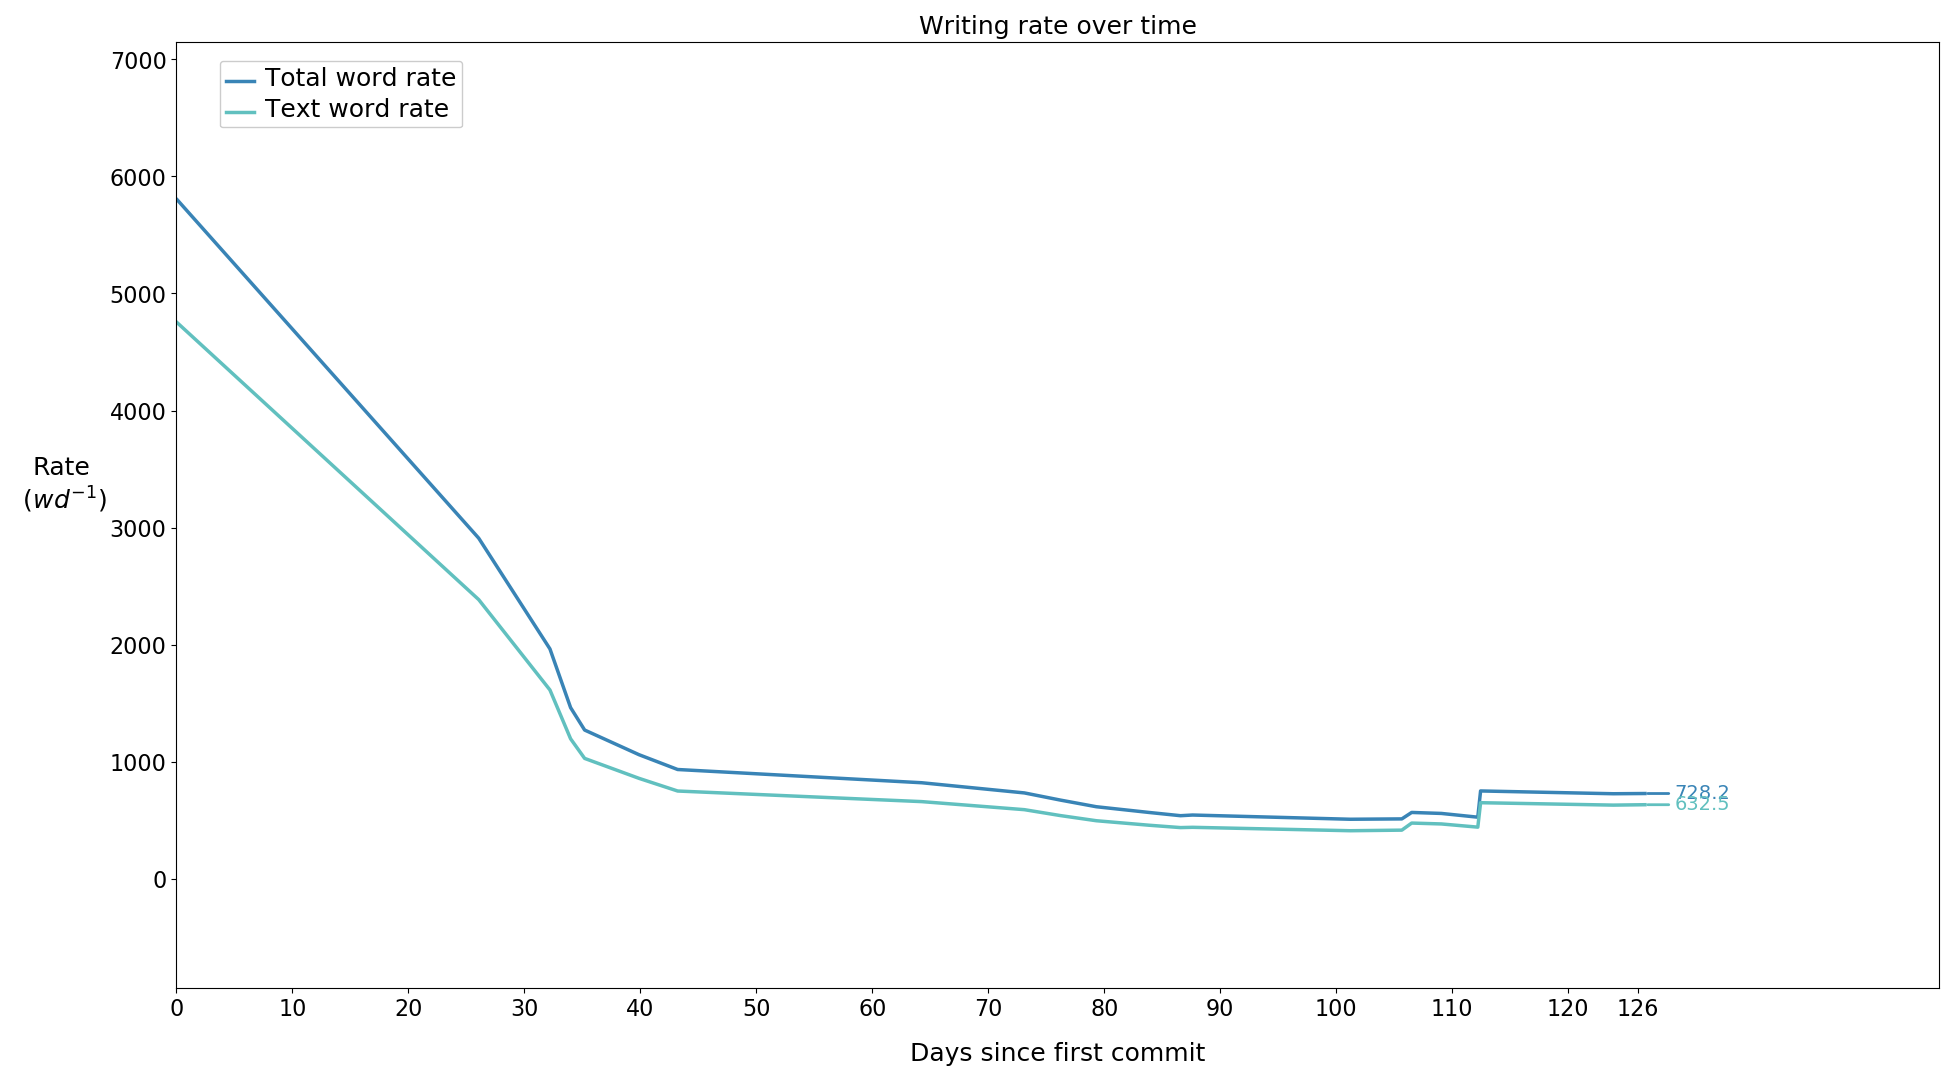 Writing rate over time
Total word rate
Text word rate
7000
6000
5000
4000
3000
2000
1000
0
Rate
(wd⁻¹)
728.2
632.5
0 10 20 30 40 50 60 70 80 90 100 110 120 126
Days since first commit